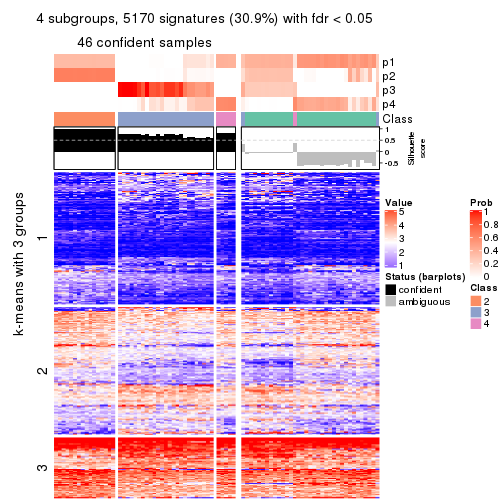 4 subgroups, 5170 signatures (30.9%) with fdr < 0.05
46 confident samples
p1
p2
p3
p4
Class
1
0.5
0
-0.5
Silhouette
score
k-means with 3 groups
1
2
3
Value
5
4
3
2
1
Status (barplots)
confident
ambiguous
Prob
1
0.8
0.6
0.4
0.2
0
Class
2
3
4